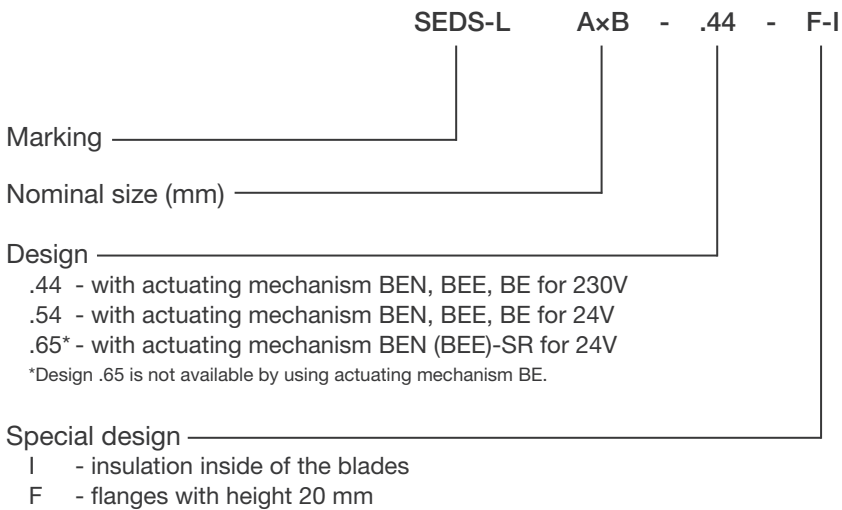 SEDS-L A×B - .44 - F-I
Marking
Nominal size (mm)
Design
.44 - with actuating mechanism BEN, BEE, BE for 230V
.54 - with actuating mechanism BEN, BEE, BE for 24V
.65* - with actuating mechanism BEN (BEE)-SR for 24V
*Design .65 is not available by using actuating mechanism BE.
Special design
I - insulation inside of the blades
F - flanges with height 20 mm